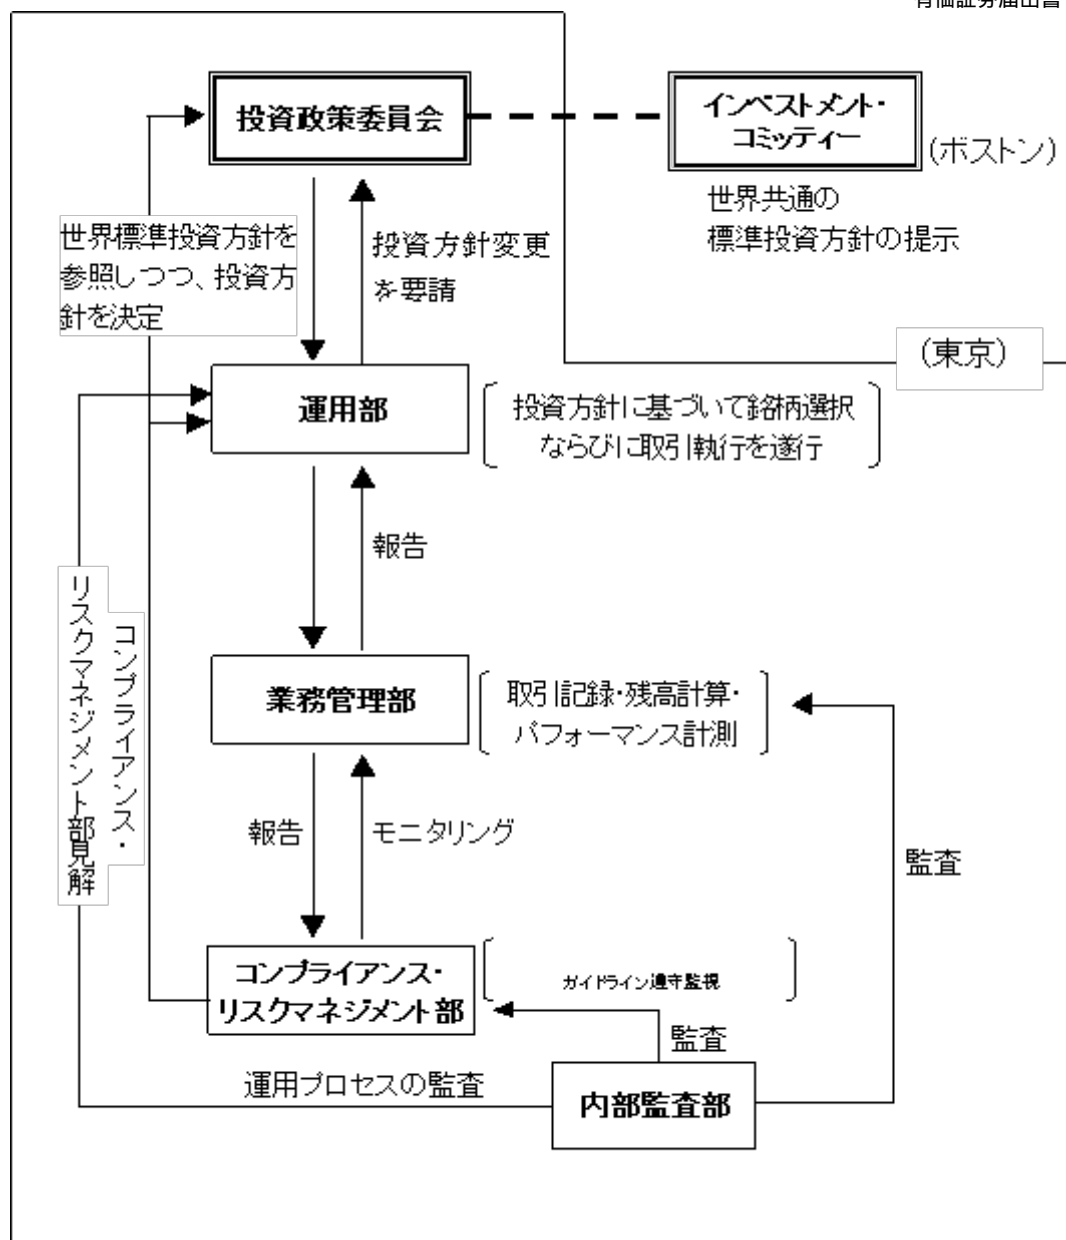 有価証券届出書
投資政策委員会
インベストメント・
コミッティー
(ボストン)
世界共通の
標準投資方針の提示
世界標準投資方針を
参照しつつ、投資方
針を決定
投資方針変更
を要請
(東京)
運用部
投資方針に基づいて銘柄選択
ならびに取引執行を遂行
報告
コンプライアンス・
リスクマネジメント部見解
業務管理部
取引記録・残高計算・
パフォーマンス計測
報告
モニタリング
監査
コンプライアンス・
リスクマネジメント部
ガイドライン遵守監視
監査
運用プロセスの監査
内部監査部